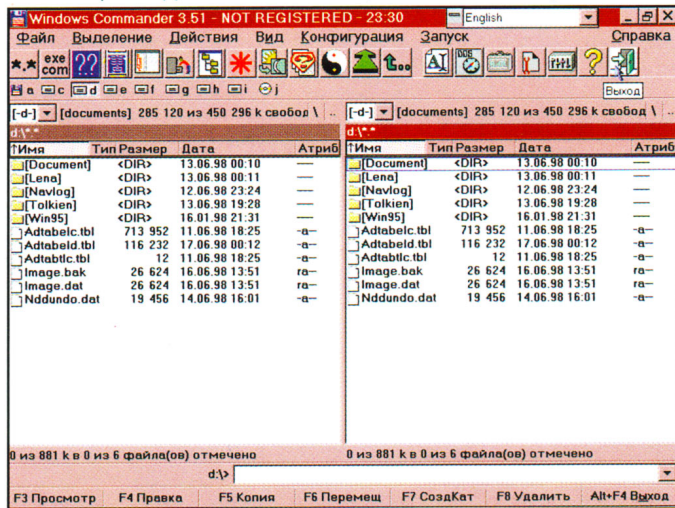 Windows Commander 3.51 - NOT REGISTERED - 23:30 English
Файл Выделение Действия Вид Конфигурация Запуск Справка
*.* exe com ??
a c d e f g h i j Выход
[-d-] [documents] 285 120 из 450 296 k свобод \ .. [-d-] [documents] 285 120 из 450 296 k свобод \ ..
d:\*.* d:\*.*
↑Имя Тип Размер Дата Атриб ↑Имя Тип Размер Дата Атриб
[Document] <DIR> 13.06.98 00:10 ---- [Document] <DIR> 13.06.98 00:10 ----
[Lena] <DIR> 13.06.98 00:11 ---- [Lena] <DIR> 13.06.98 00:11 ----
[Navlog] <DIR> 12.06.98 23:24 ---- [Navlog] <DIR> 12.06.98 23:24 ----
[Tolkien] <DIR> 13.06.98 19:28 ---- [Tolkien] <DIR> 13.06.98 19:28 ----
[Win95] <DIR> 16.01.98 21:31 ---- [Win95] <DIR> 16.01.98 21:31 ----
Adtabelc.tbl 713 952 11.06.98 18:25 -a-- Adtabelc.tbl 713 952 11.06.98 18:25 -a--
Adtabeld.tbl 116 232 17.06.98 00:12 -a-- Adtabeld.tbl 116 232 17.06.98 00:12 -a--
Adtabtlc.tbl 12 11.06.98 18:25 -a-- Adtabtlc.tbl 12 11.06.98 18:25 -a--
Image.bak 26 624 16.06.98 13:51 ra-- Image.bak 26 624 16.06.98 13:51 ra--
Image.dat 26 624 16.06.98 13:51 ra-- Image.dat 26 624 16.06.98 13:51 ra--
Nddundo.dat 19 456 14.06.98 16:01 -a-- Nddundo.dat 19 456 14.06.98 16:01 -a--
0 из 881 k в 0 из 6 файла(ов) отмечено 0 из 881 k в 0 из 6 файла(ов) отмечено
d:\>
F3 Просмотр F4 Правка F5 Копия F6 Перемещ F7 СоздКат F8 Удалить Alt+F4 Выход